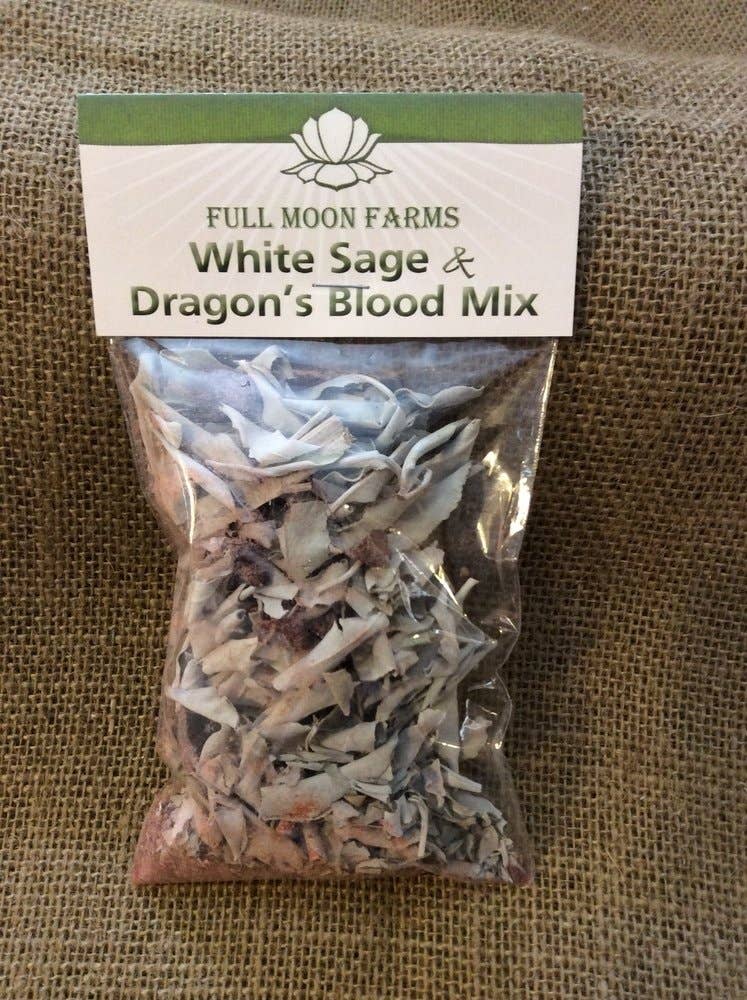 FULL MOON FARMS
White Sage &
Dragon's Blood Mix